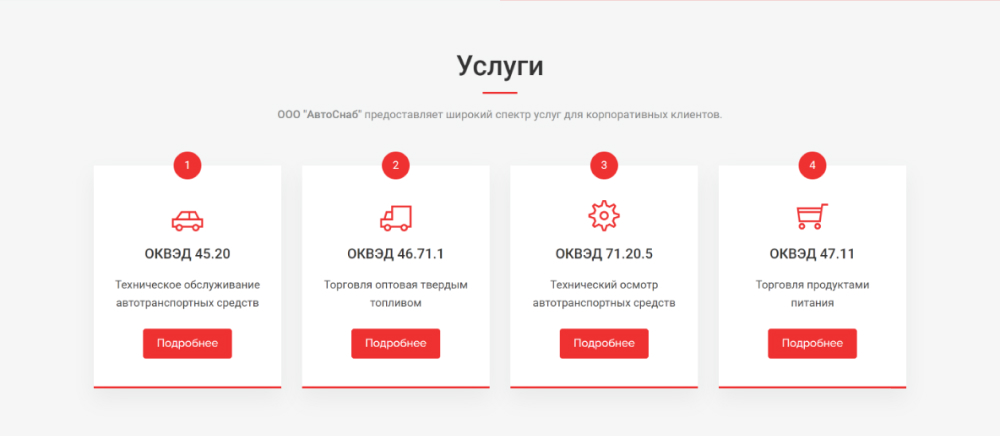 Услуги
ООО "АвтоСнаб" предоставляет широкий спектр услуг для корпоративных клиентов.
1
ОКВЭД 45.20
Техническое обслуживание
автотранспортных средств
Подробнее
2
ОКВЭД 46.71.1
Торговля оптовая твердым
топливом
Подробнее
3
ОКВЭД 71.20.5
Технический осмотр
автотранспортных средств
Подробнее
4
ОКВЭД 47.11
Торговля продуктами
питания
Подробнее